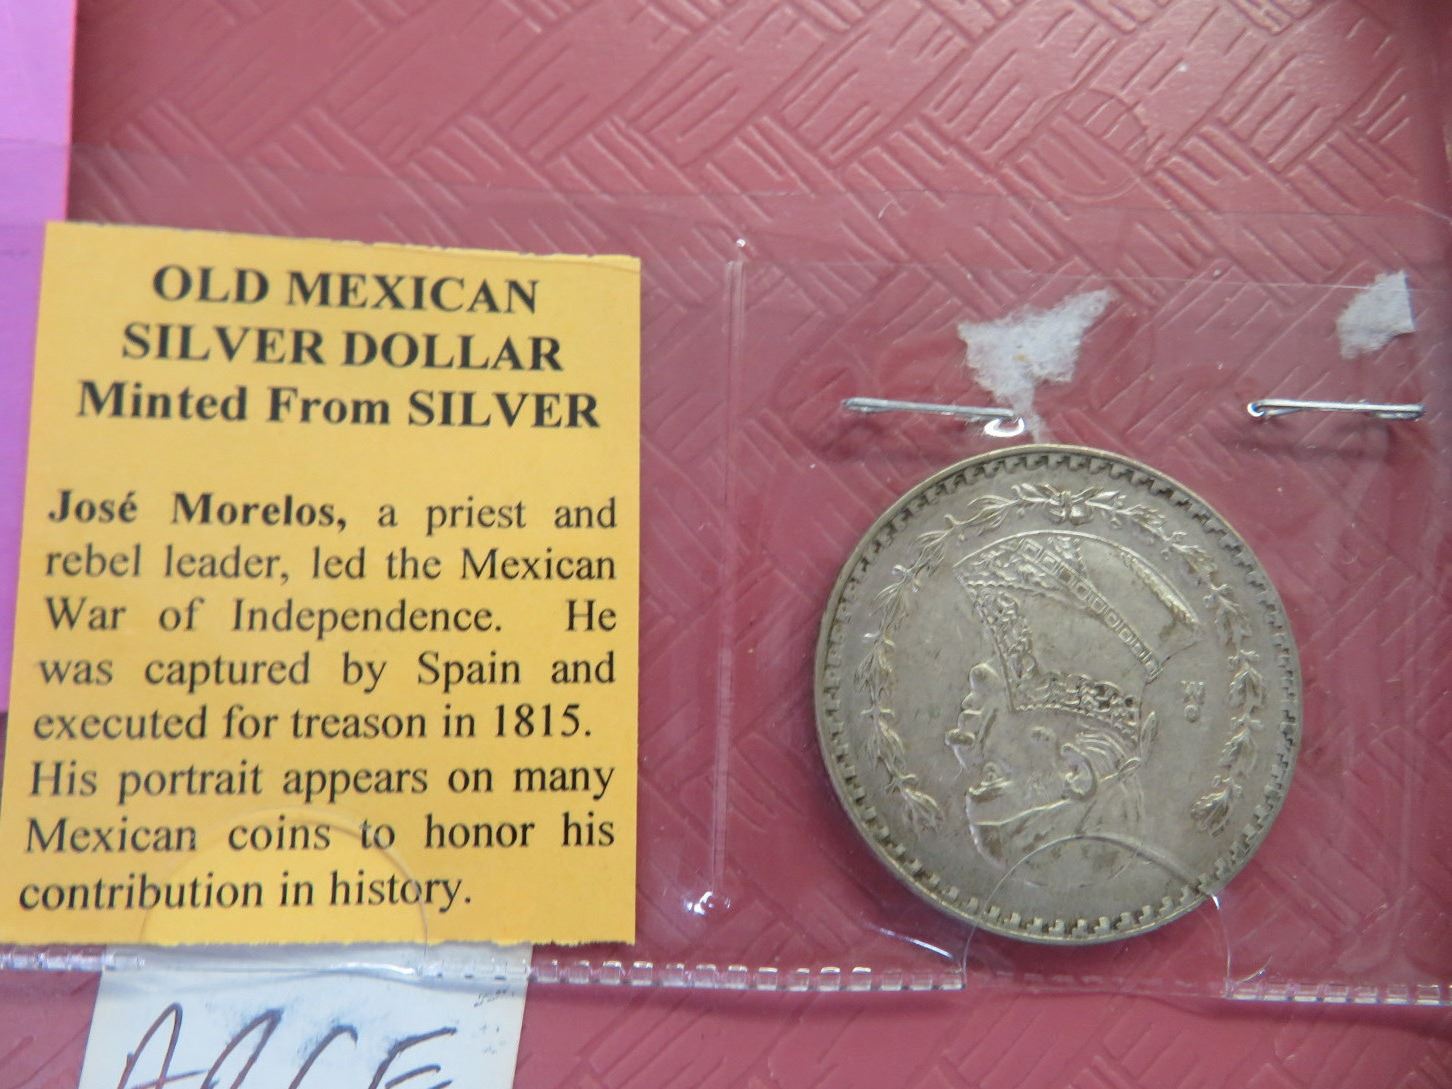 OLD MEXICAN
SILVER DOLLAR
Minted From SILVER
José Morelos, a priest and
rebel leader, led the Mexican
War of Independence. He
was captured by Spain and
executed for treason in 1815.
His portrait appears on many
Mexican coins to honor his
contribution in history.
Mo